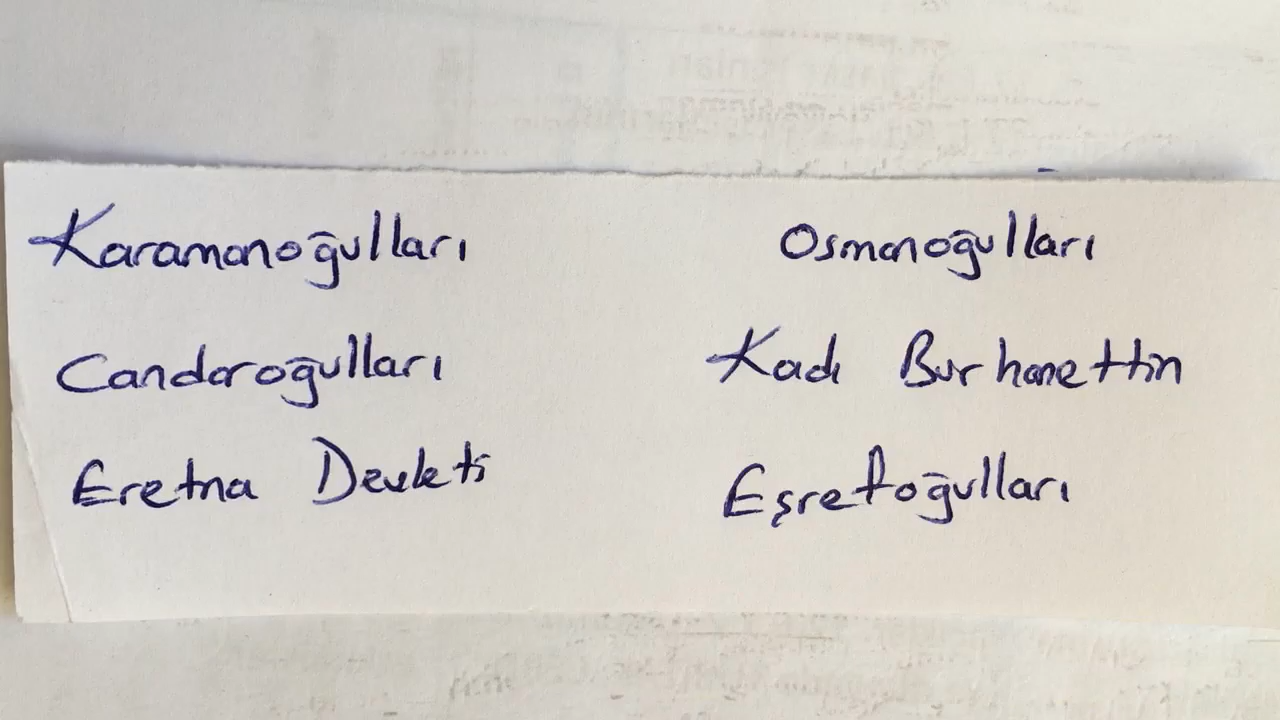 Karamanoğulları
Osmanoğulları
Candaroğulları
Kadı Burhanettin
Eretna Devleti
Eşrefoğulları